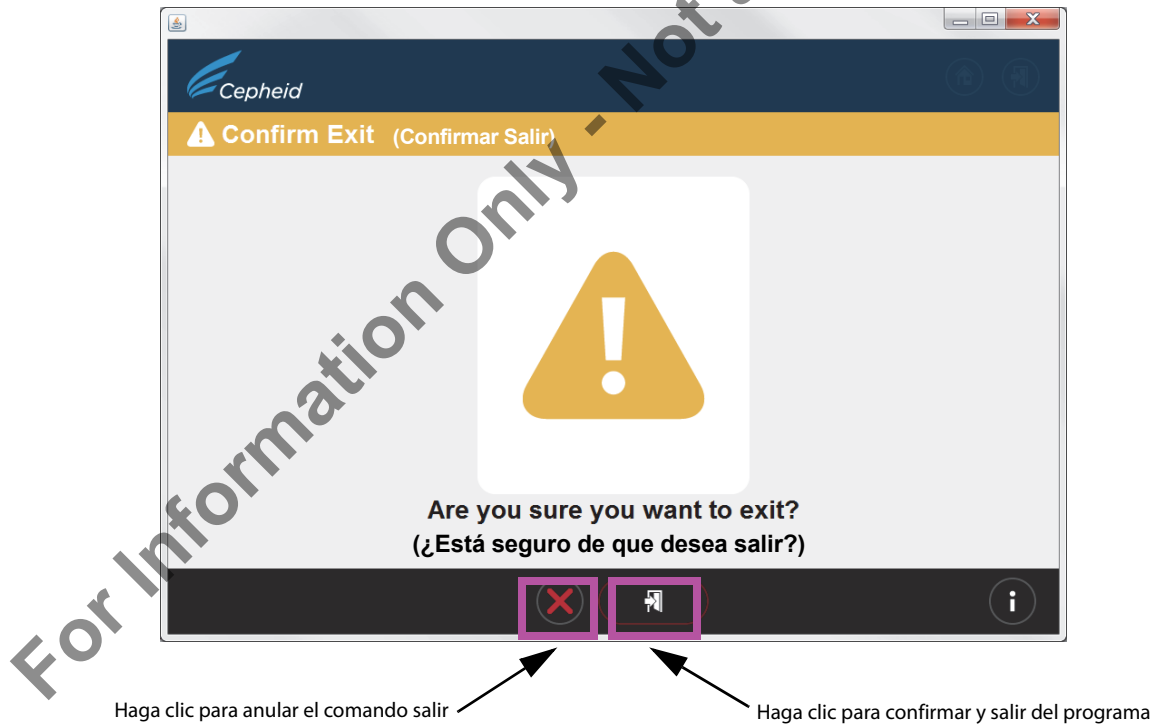 Cepheid
Confirm Exit (Confirmar Salir)
Are you sure you want to exit?
(¿Está seguro de que desea salir?)
i
Haga clic para anular el comando salir
Haga clic para confirmar y salir del programa
For Information Only - Not